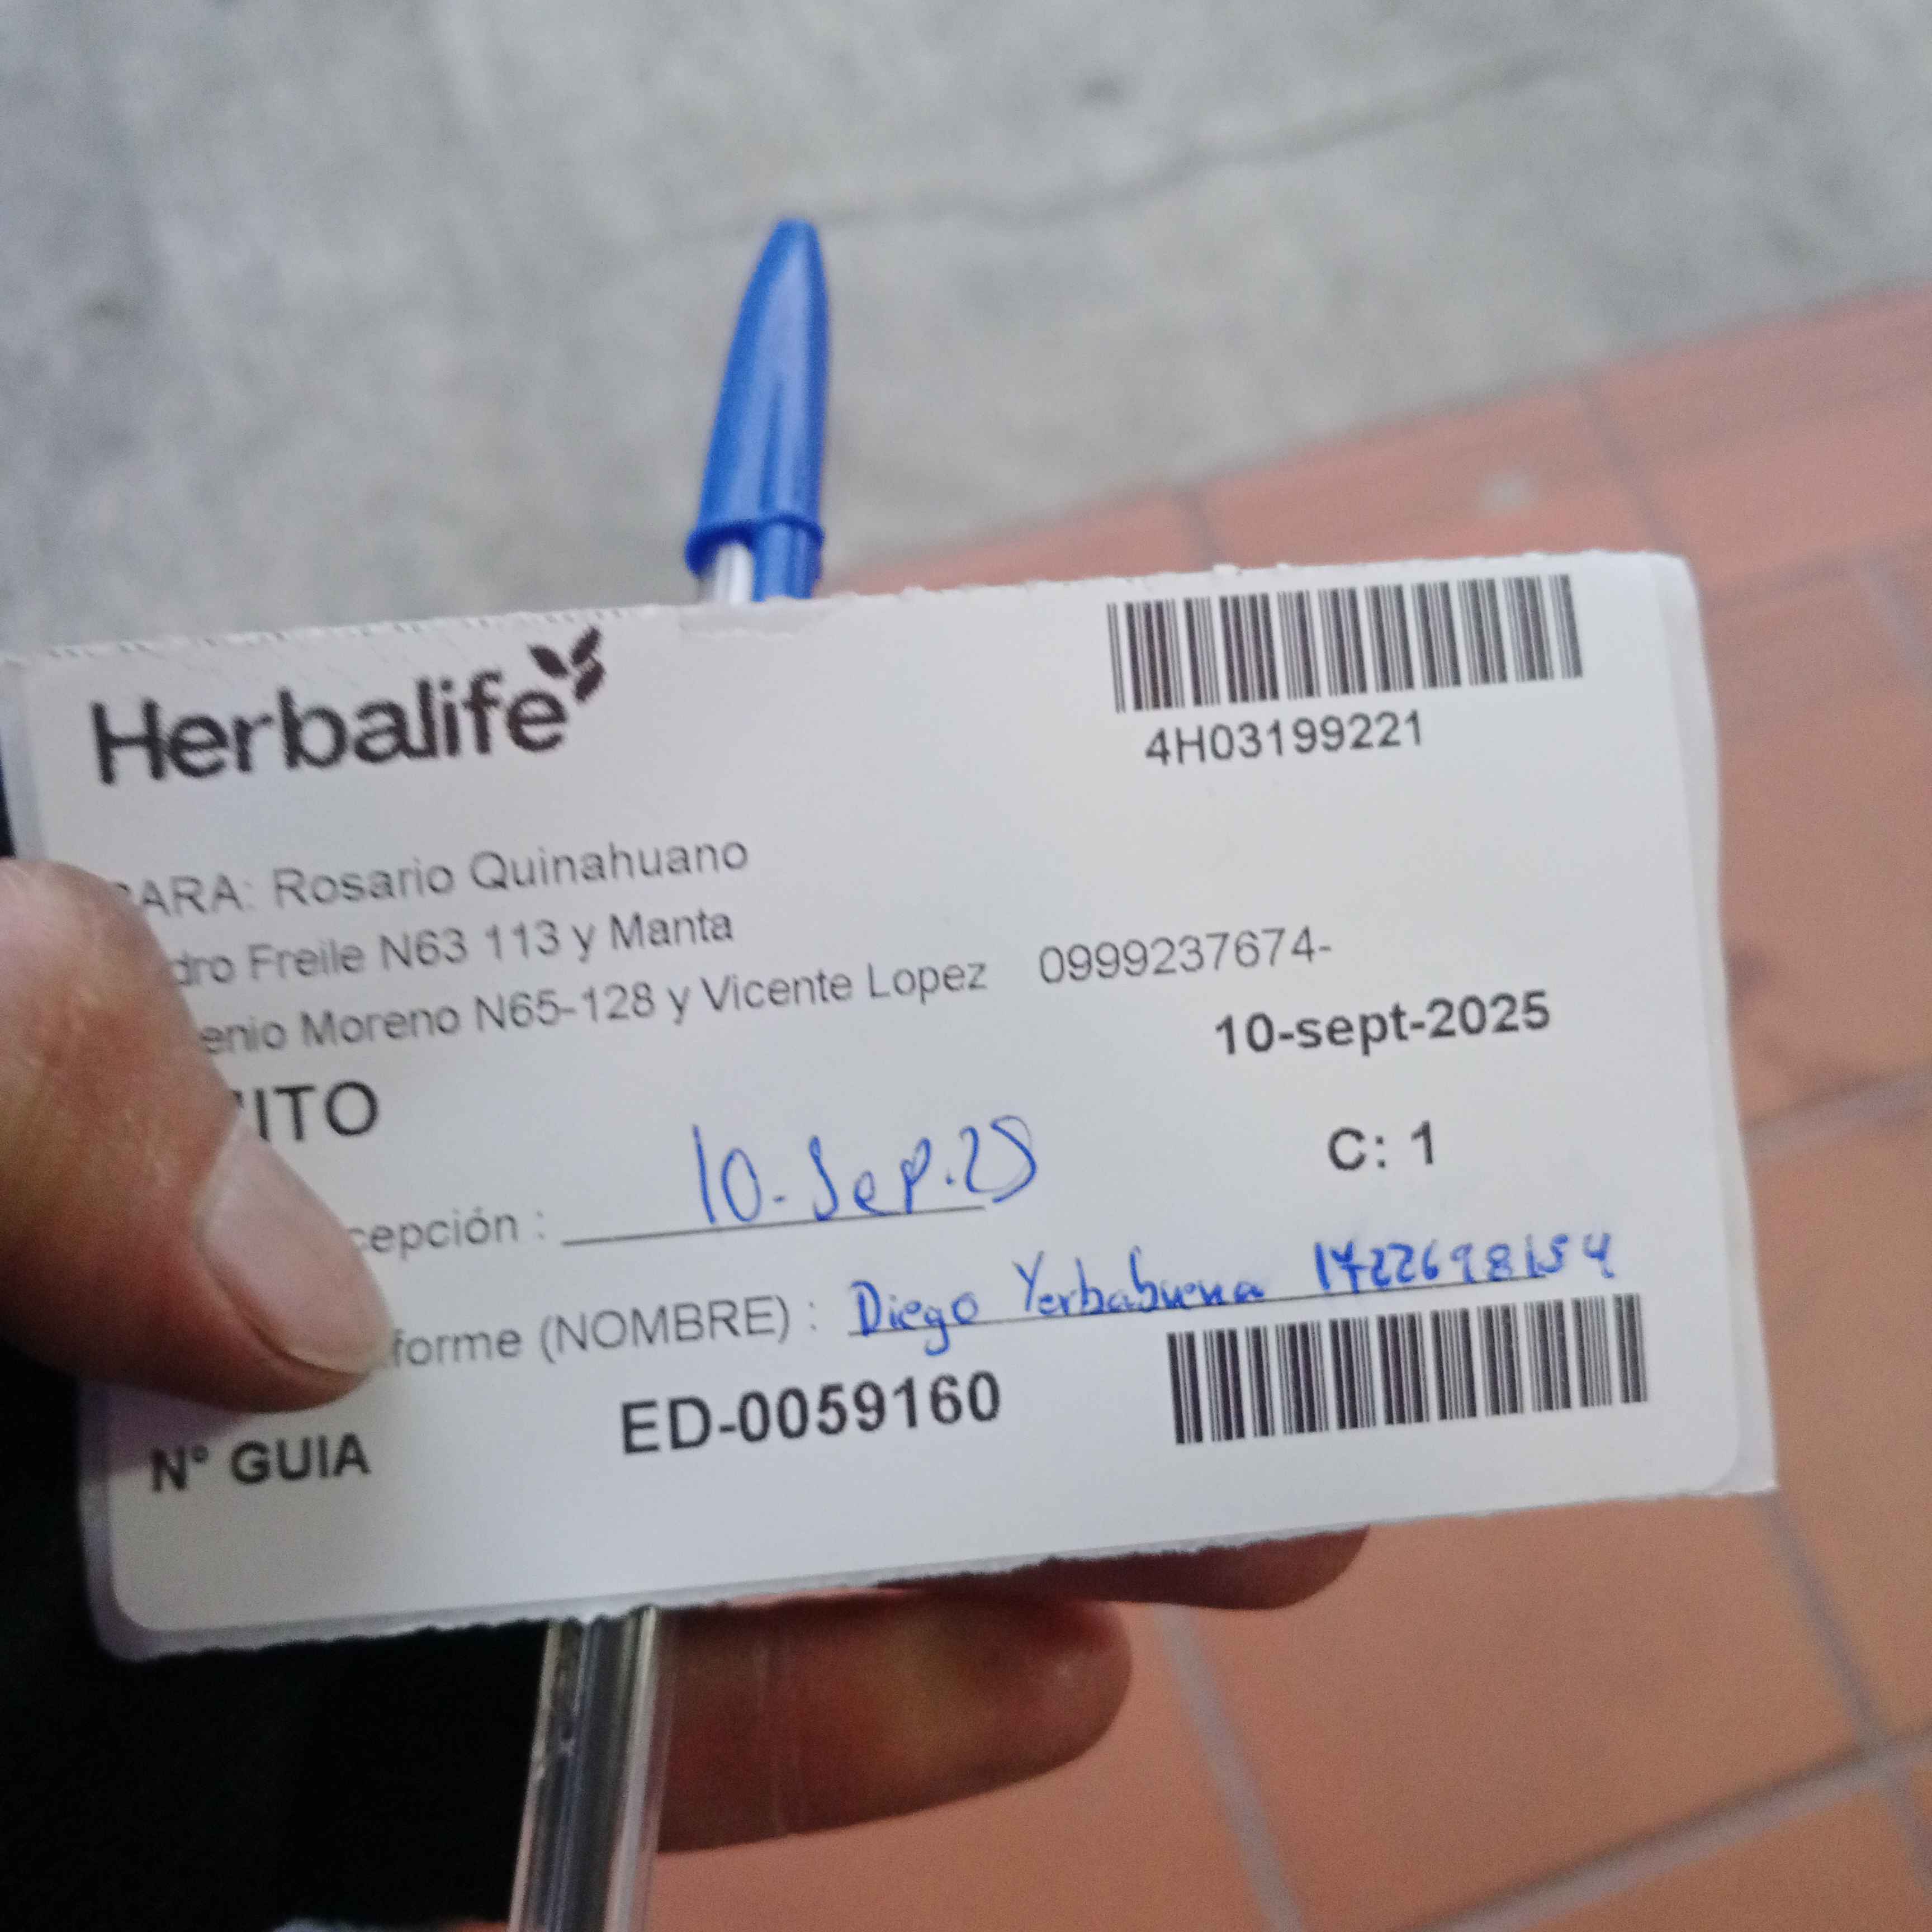 Herbalife
4H03199221
PARA: Rosario Quinahuano
dro Freile N63 113 y Manta
enio Moreno N65-128 y Vicente Lopez 0999237674-
10-sept-2025
ITO
C: 1
cepción : 10-Sep.25
forme (NOMBRE) : Diego Yerbabuena 1722698154
N° GUIA ED-0059160